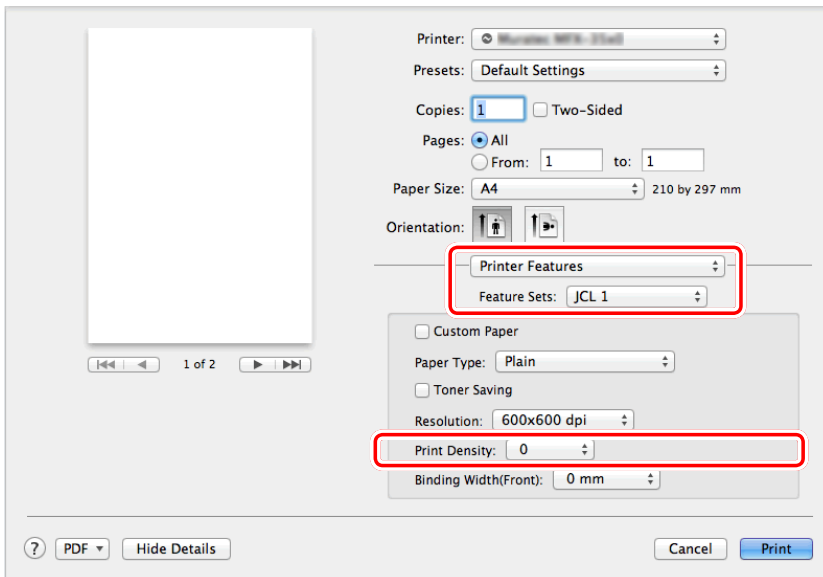 Printer:
Presets: Default Settings
Copies: 1 Two-Sided
Pages: All
From: 1 to: 1
Paper Size: A4 210 by 297 mm
Orientation:
Printer Features
Feature Sets: JCL 1
Custom Paper
Paper Type: Plain
1 of 2
Toner Saving
Resolution: 600x600 dpi
Print Density: 0
Binding Width(Front): 0 mm
? PDF Hide Details Cancel Print